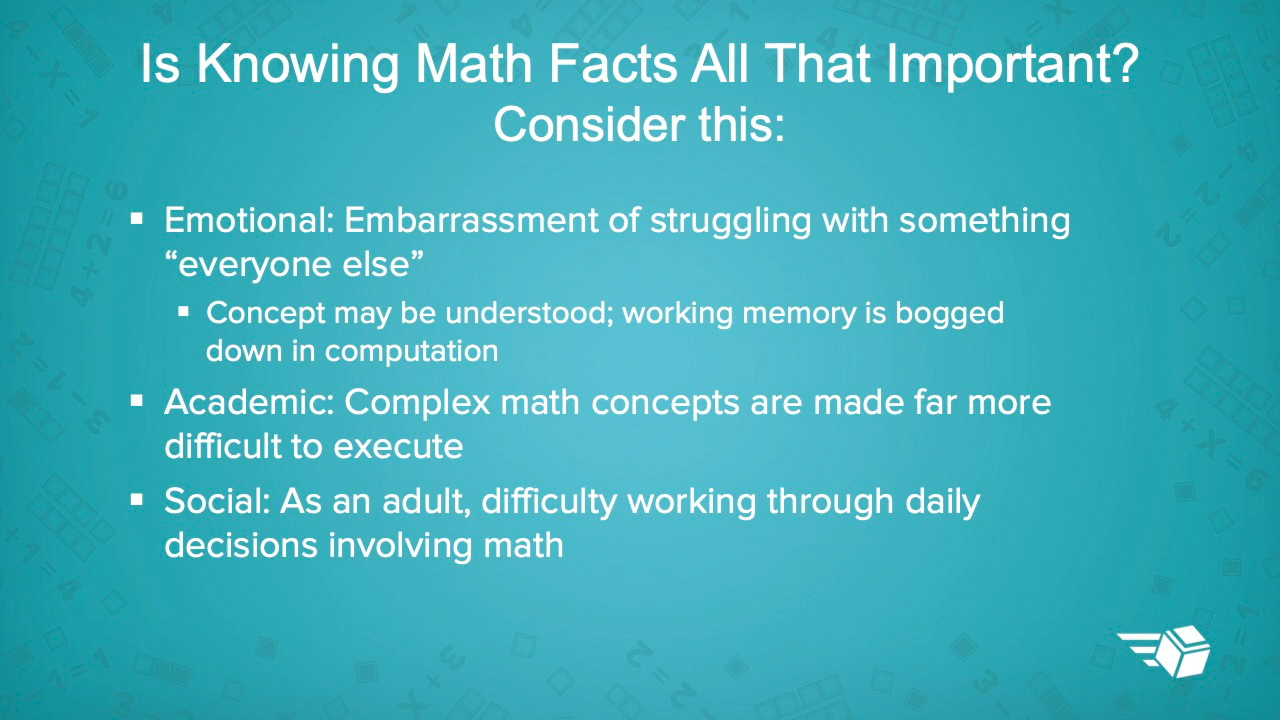 Is Knowing Math Facts All That Important?
Consider this:
▪ Emotional: Embarrassment of struggling with something
“everyone else”
▪ Concept may be understood; working memory is bogged
down in computation
▪ Academic: Complex math concepts are made far more
difficult to execute
▪ Social: As an adult, difficulty working through daily
decisions involving math